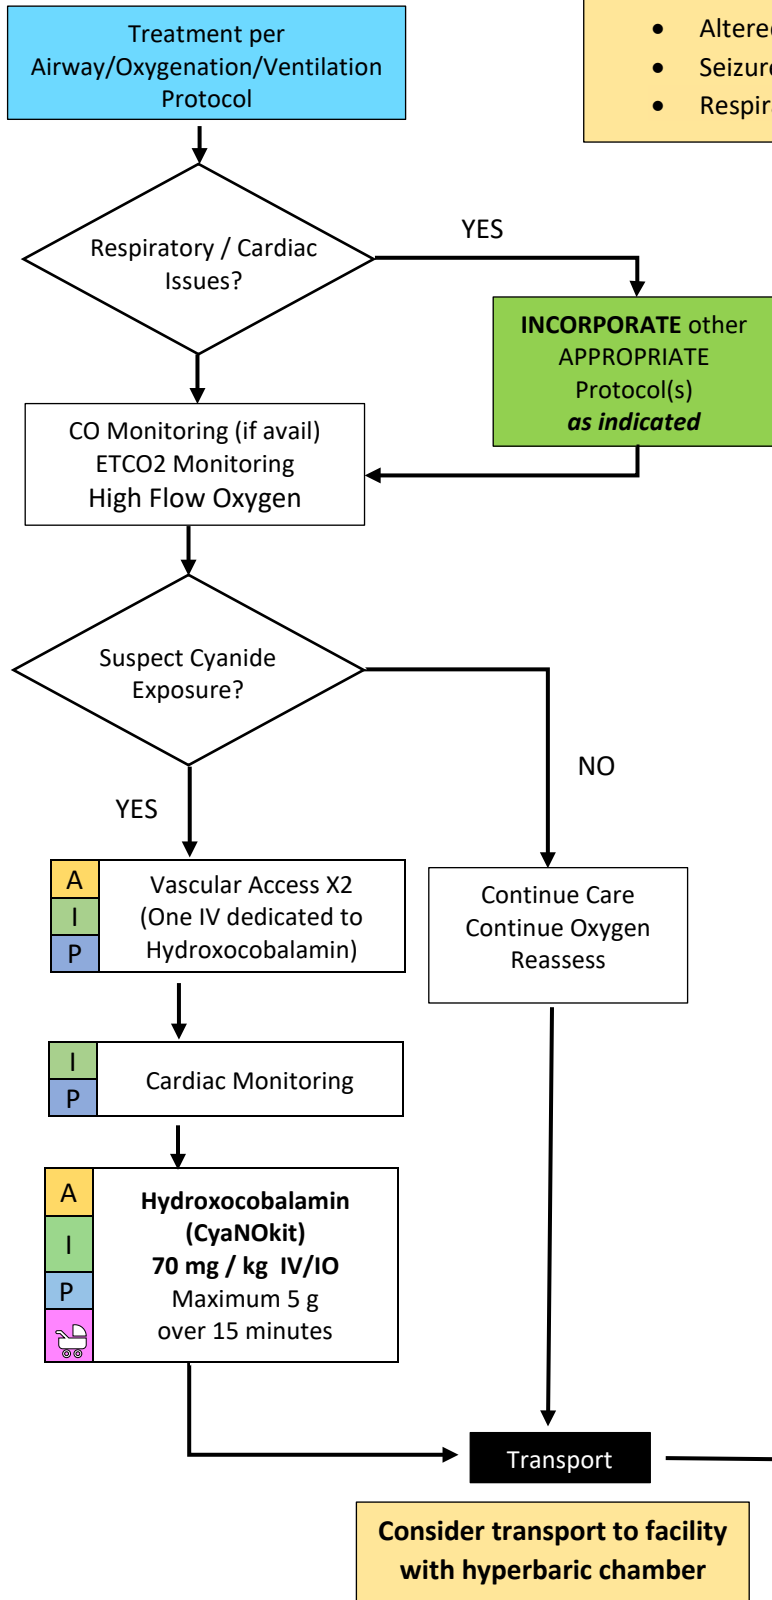 • Altered
• Seizure
• Respira
Treatment per
Airway/Oxygenation/Ventilation
Protocol
Respiratory / Cardiac
Issues?
YES
INCORPORATE other
APPROPRIATE
Protocol(s)
as indicated
CO Monitoring (if avail)
ETCO2 Monitoring
High Flow Oxygen
Suspect Cyanide
Exposure?
NO
YES
A
I
P
Vascular Access X2
(One IV dedicated to
Hydroxocobalamin)
Continue Care
Continue Oxygen
Reassess
I
P
Cardiac Monitoring
A
I
P
Hydroxocobalamin
(CyaNOkit)
70 mg / kg IV/IO
Maximum 5 g
over 15 minutes
Transport
Consider transport to facility
with hyperbaric chamber